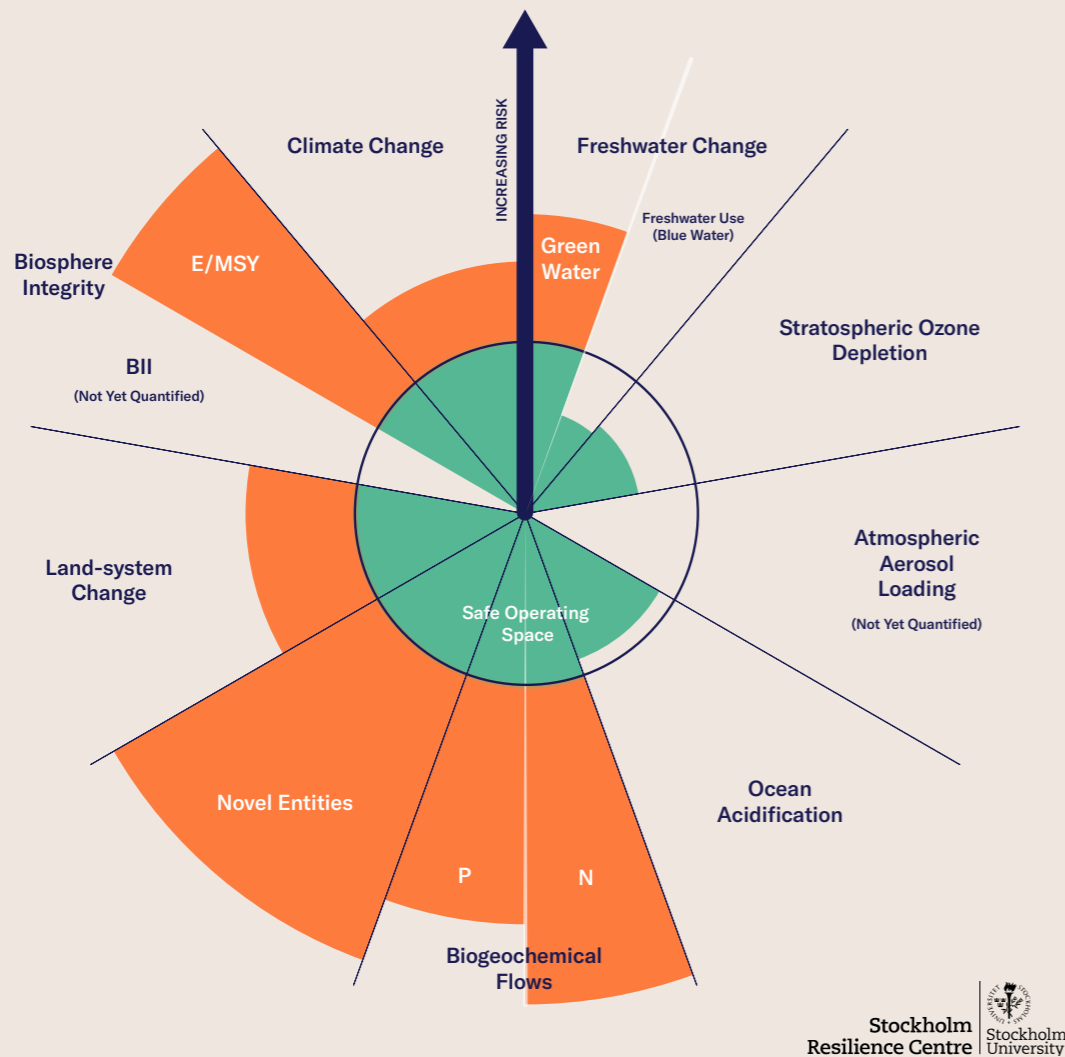 INCREASING RISK
Climate Change
Freshwater Change
Freshwater Use
(Blue Water)
Green
Water
E/MSY
Biosphere
Integrity
BII
(Not Yet Quantified)
Stratospheric Ozone
Depletion
Atmospheric
Aerosol
Loading
(Not Yet Quantified)
Land-system
Change
Safe Operating
Space
Novel Entities
P
N
Ocean
Acidification
Biogeochemical
Flows
Stockholm
Resilience Centre
Stockholm
University